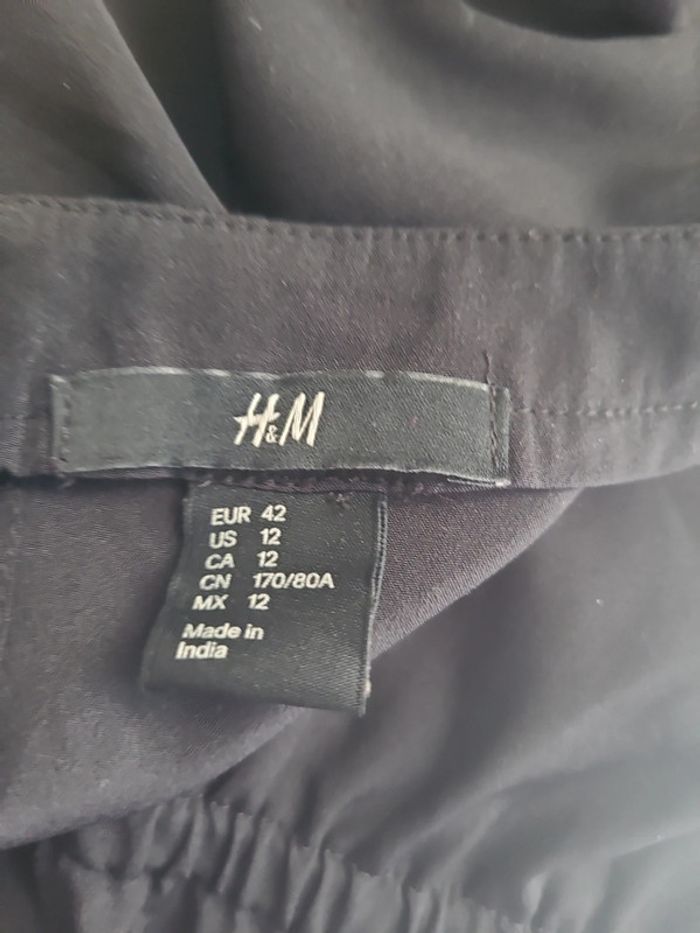 H&M
EUR 42
US 12
CA 12
CN 170/80A
MX 12
Made in
India